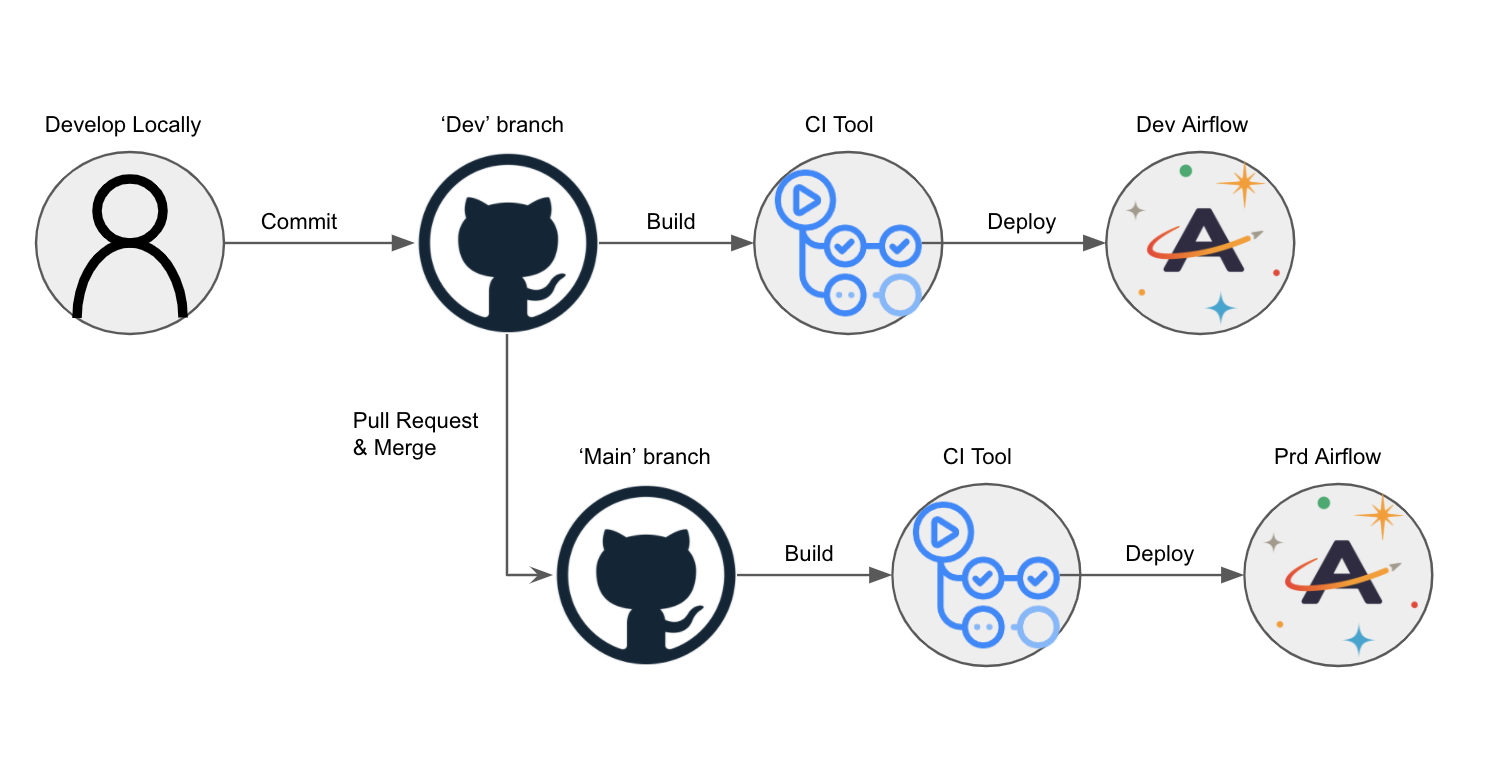 Develop Locally
‘Dev’ branch
CI Tool
Dev Airflow
Commit
Build
Deploy
Pull Request
& Merge
‘Main’ branch
CI Tool
Prd Airflow
Build
Deploy